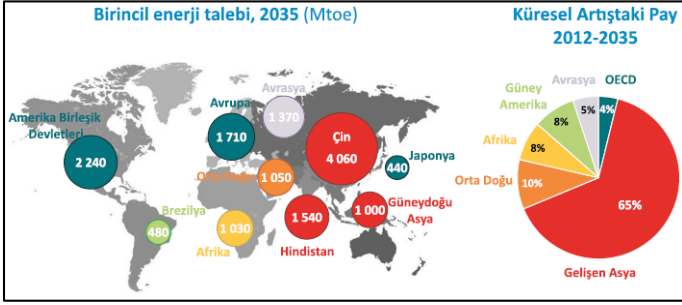 Birincil enerji talebi, 2035 (Mtoe)
Amerika Birleşik
Devletleri
2 240
Avrupa
1 710
Avrasya
1 370
Çin
4 060
Japonya
440
Orta Doğu
1 050
Brezilya
480
Afrika
1 030
Hindistan
1 540
1 000
Güneydoğu
Asya
Küresel Artıştaki Pay
2012-2035
OECD
4%
Avrasya
5%
Güney
Amerika
8%
Afrika
8%
Orta Doğu
10%
65%
Gelişen Asya